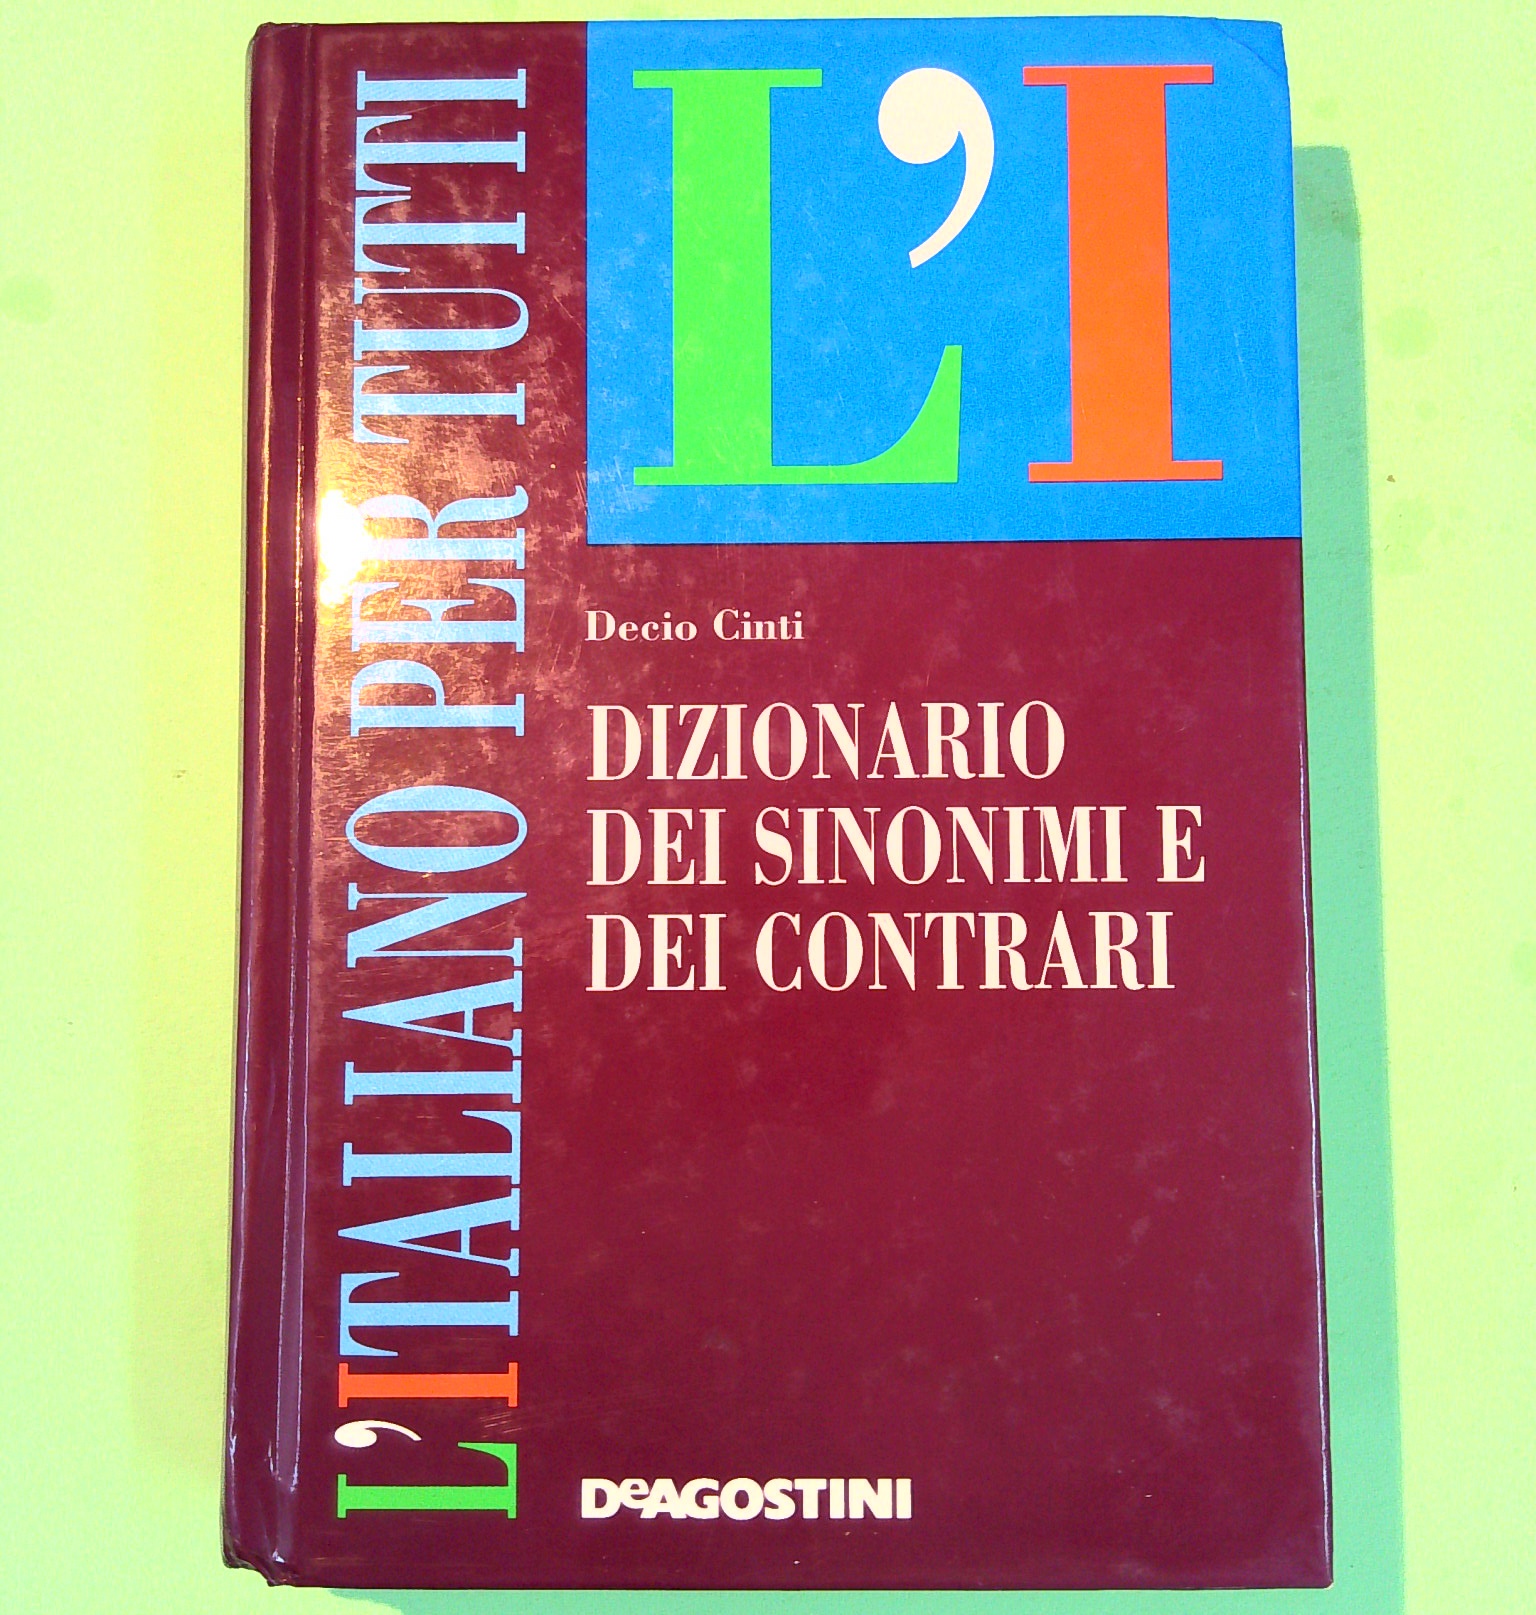 L'ITALIANO PER TUTTI
L'I
Decio Cinti
DIZIONARIO
DEI SINONIMI E
DEI CONTRARI
DeAGOSTINI